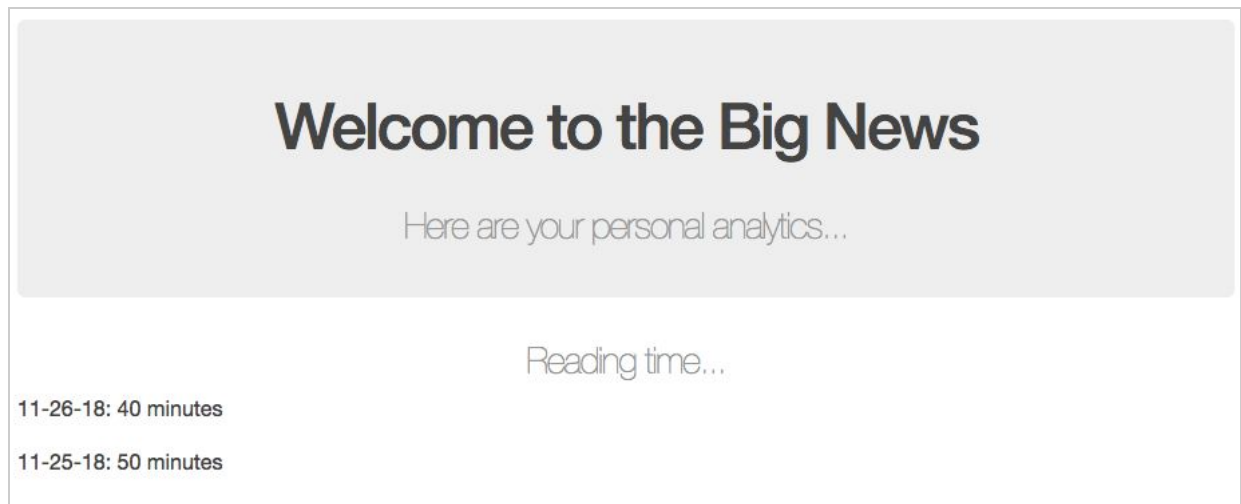 Welcome to the Big News
Here are your personal analytics...
Reading time...
11-26-18: 40 minutes
11-25-18: 50 minutes